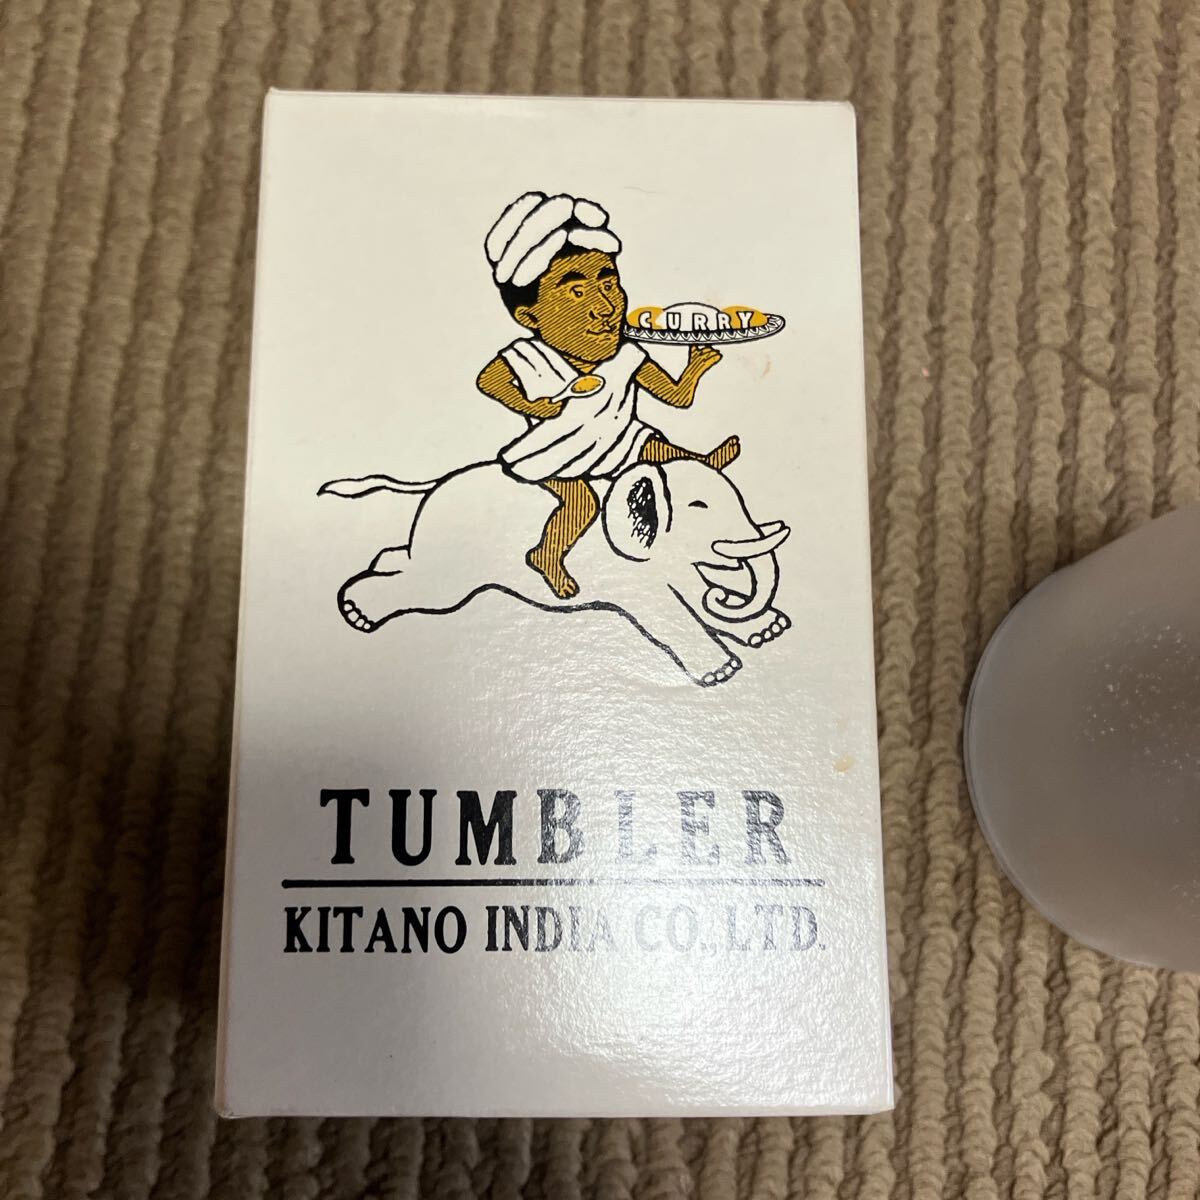 CURRY
TUMBLER
KITANO INDIA CO., LTD.